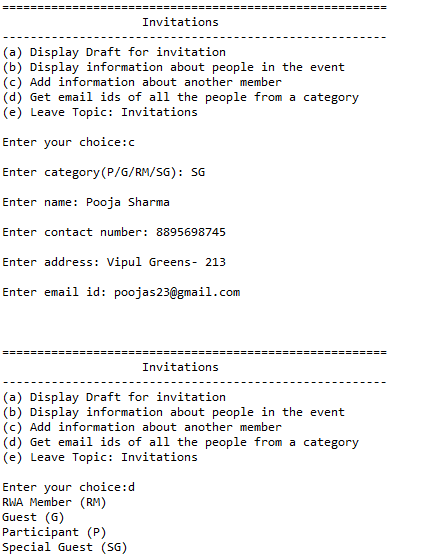 =======================================================
Invitations
-------------------------------------------------------
(a) Display Draft for invitation
(b) Display information about people in the event
(c) Add information about another member
(d) Get email ids of all the people from a category
(e) Leave Topic: Invitations
Enter your choice:c
Enter category(P/G/RM/SG): SG
Enter name: Pooja Sharma
Enter contact number: 8895698745
Enter address: Vipul Greens- 213
Enter email id: poojas23@gmail.com
=======================================================
Invitations
-------------------------------------------------------
(a) Display Draft for invitation
(b) Display information about people in the event
(c) Add information about another member
(d) Get email ids of all the people from a category
(e) Leave Topic: Invitations
Enter your choice:d
RWA Member (RM)
Guest (G)
Participant (P)
Special Guest (SG)